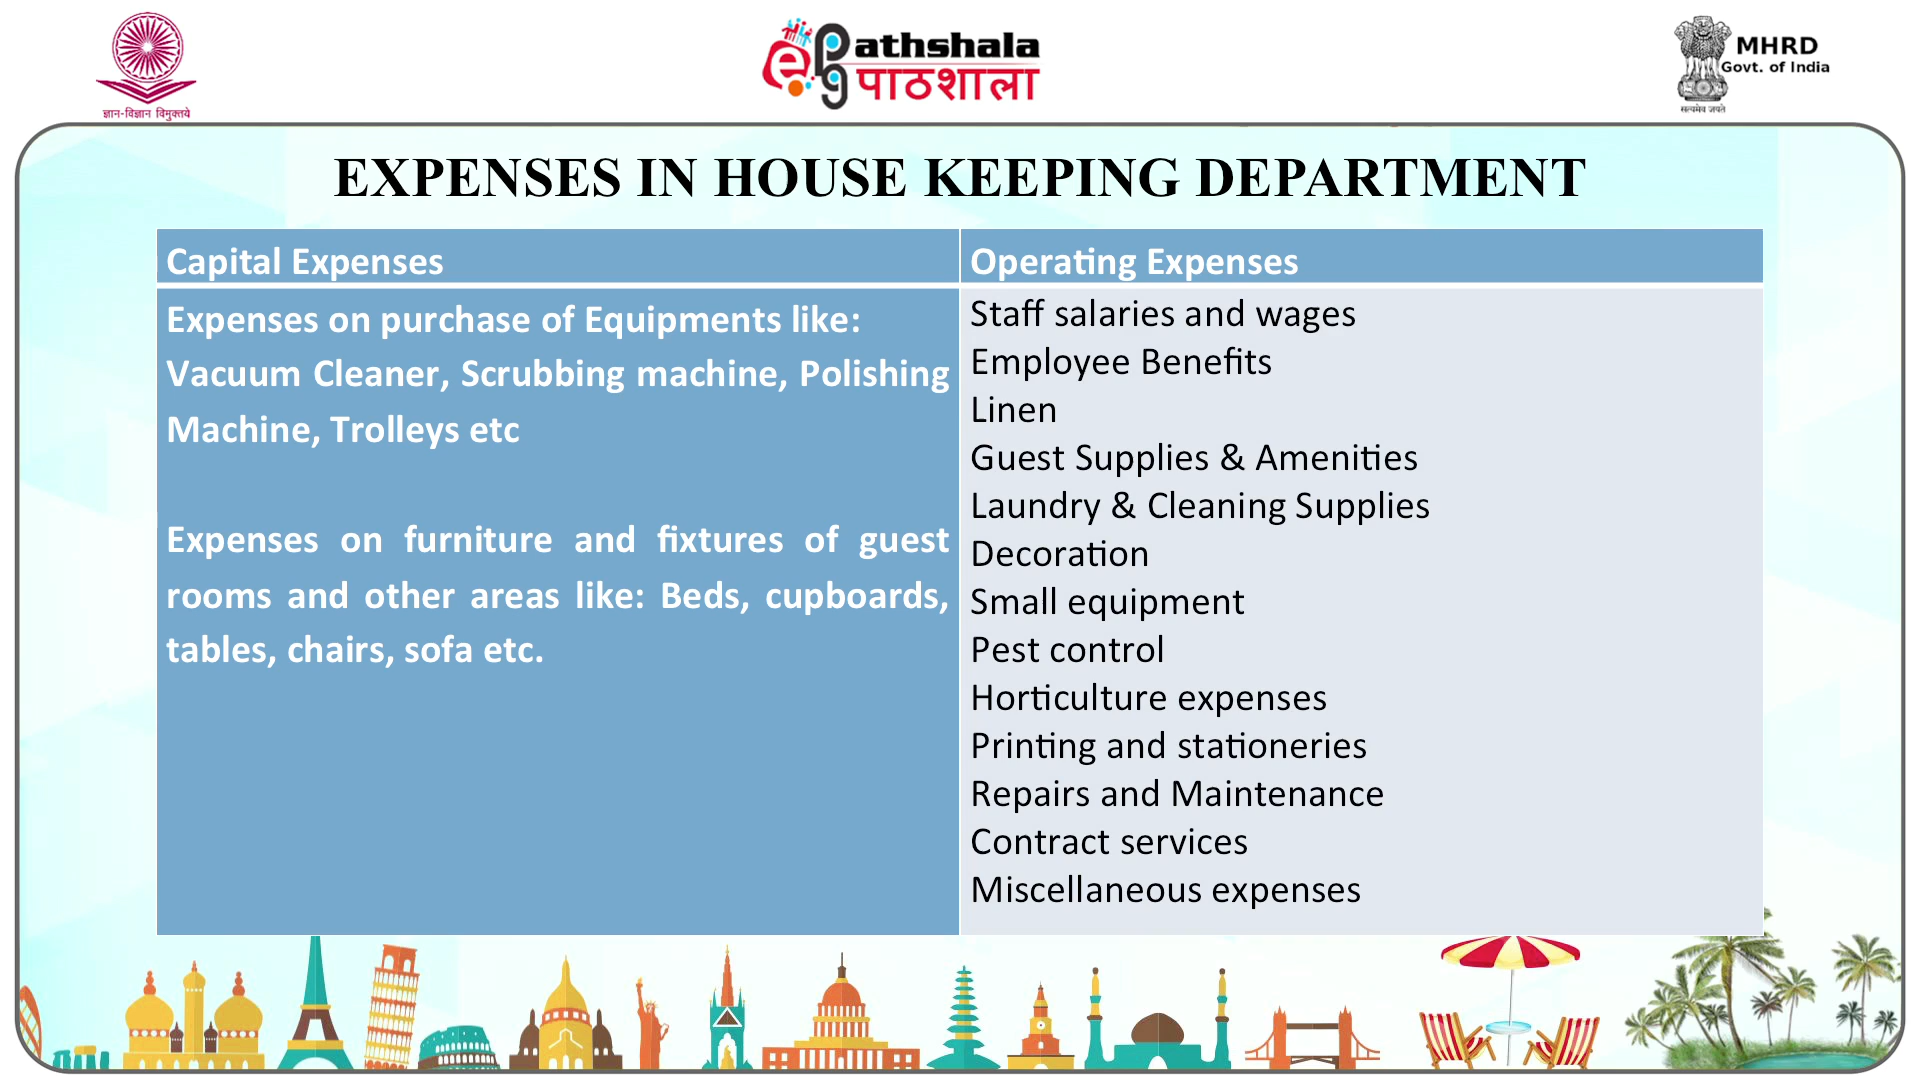 ज्ञान-विज्ञान विमुक्तये
ePG Pathshala
पाठशाला
MHRD
Govt. of India
सत्यमेव जयते
EXPENSES IN HOUSE KEEPING DEPARTMENT
Capital Expenses
Expenses on purchase of Equipments like:
Vacuum Cleaner, Scrubbing machine, Polishing
Machine, Trolleys etc
Expenses on furniture and fixtures of guest
rooms and other areas like: Beds, cupboards,
tables, chairs, sofa etc.
Operating Expenses
Staff salaries and wages
Employee Benefits
Linen
Guest Supplies & Amenities
Laundry & Cleaning Supplies
Decoration
Small equipment
Pest control
Horticulture expenses
Printing and stationeries
Repairs and Maintenance
Contract services
Miscellaneous expenses